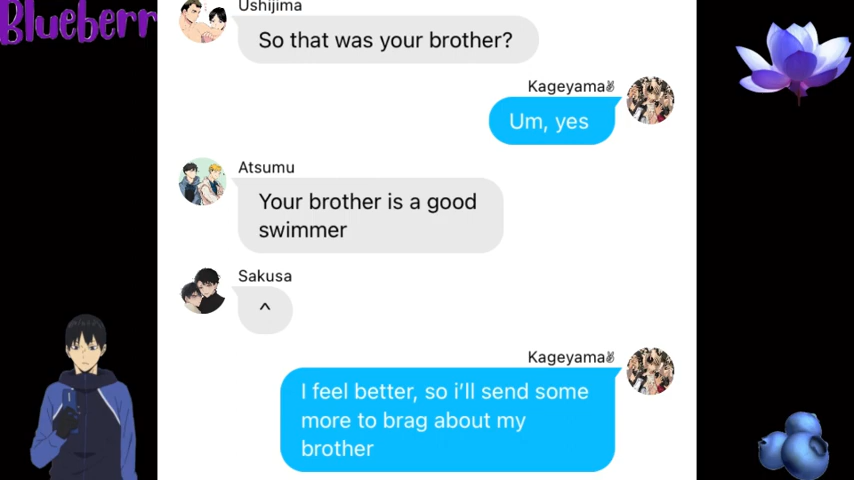 Blueberr
Ushijima
So that was your brother?
Kageyama✌
Um, yes
Atsumu
Your brother is a good
swimmer
Sakusa
^
Kageyama✌
I feel better, so i’ll send some
more to brag about my
brother